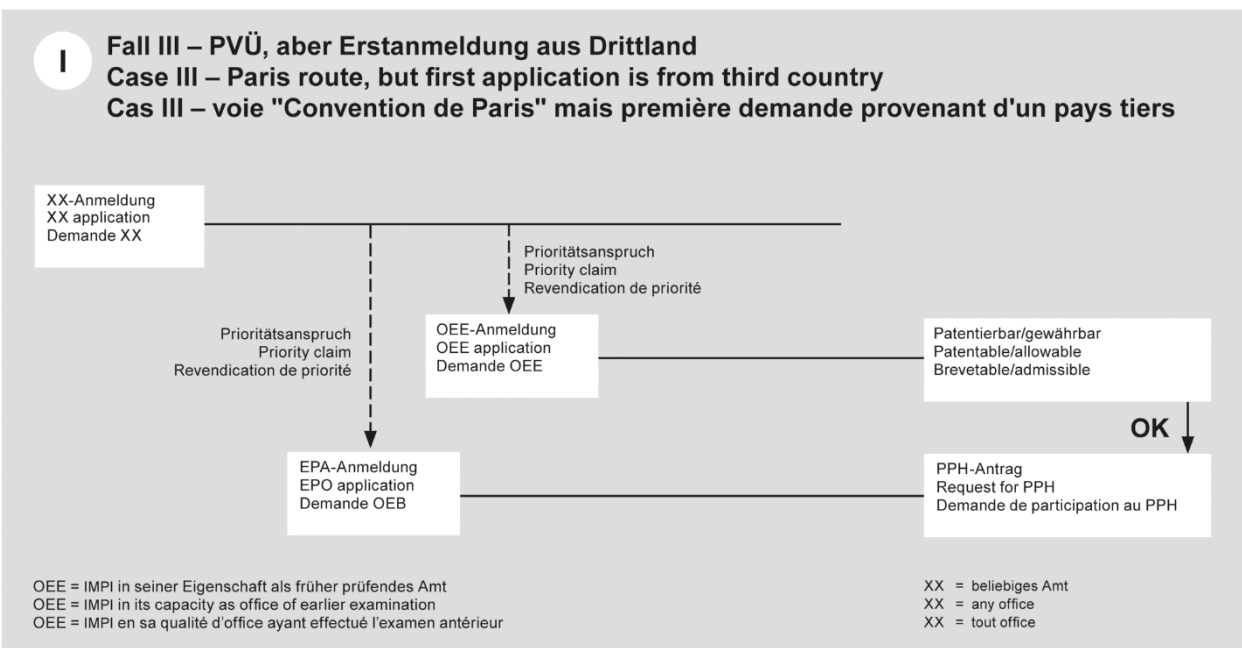 I
Fall III – PVÜ, aber Erstanmeldung aus Drittland
Case III – Paris route, but first application is from third country
Cas III – voie "Convention de Paris" mais première demande provenant d'un pays tiers
XX-Anmeldung
XX application
Demande XX
Prioritätsanspruch
Priority claim
Revendication de priorité
Prioritätsanspruch
Priority claim
Revendication de priorité
OEE-Anmeldung
OEE application
Demande OEE
Patentierbar/gewährbar
Patentable/allowable
Brevetable/admissible
OK
EPA-Anmeldung
EPO application
Demande OEB
PPH-Antrag
Request for PPH
Demande de participation au PPH
OEE = IMPI in seiner Eigenschaft als früher prüfendes Amt
OEE = IMPI in its capacity as office of earlier examination
OEE = IMPI en sa qualité d'office ayant effectué l'examen antérieur
XX = beliebiges Amt
XX = any office
XX = tout office